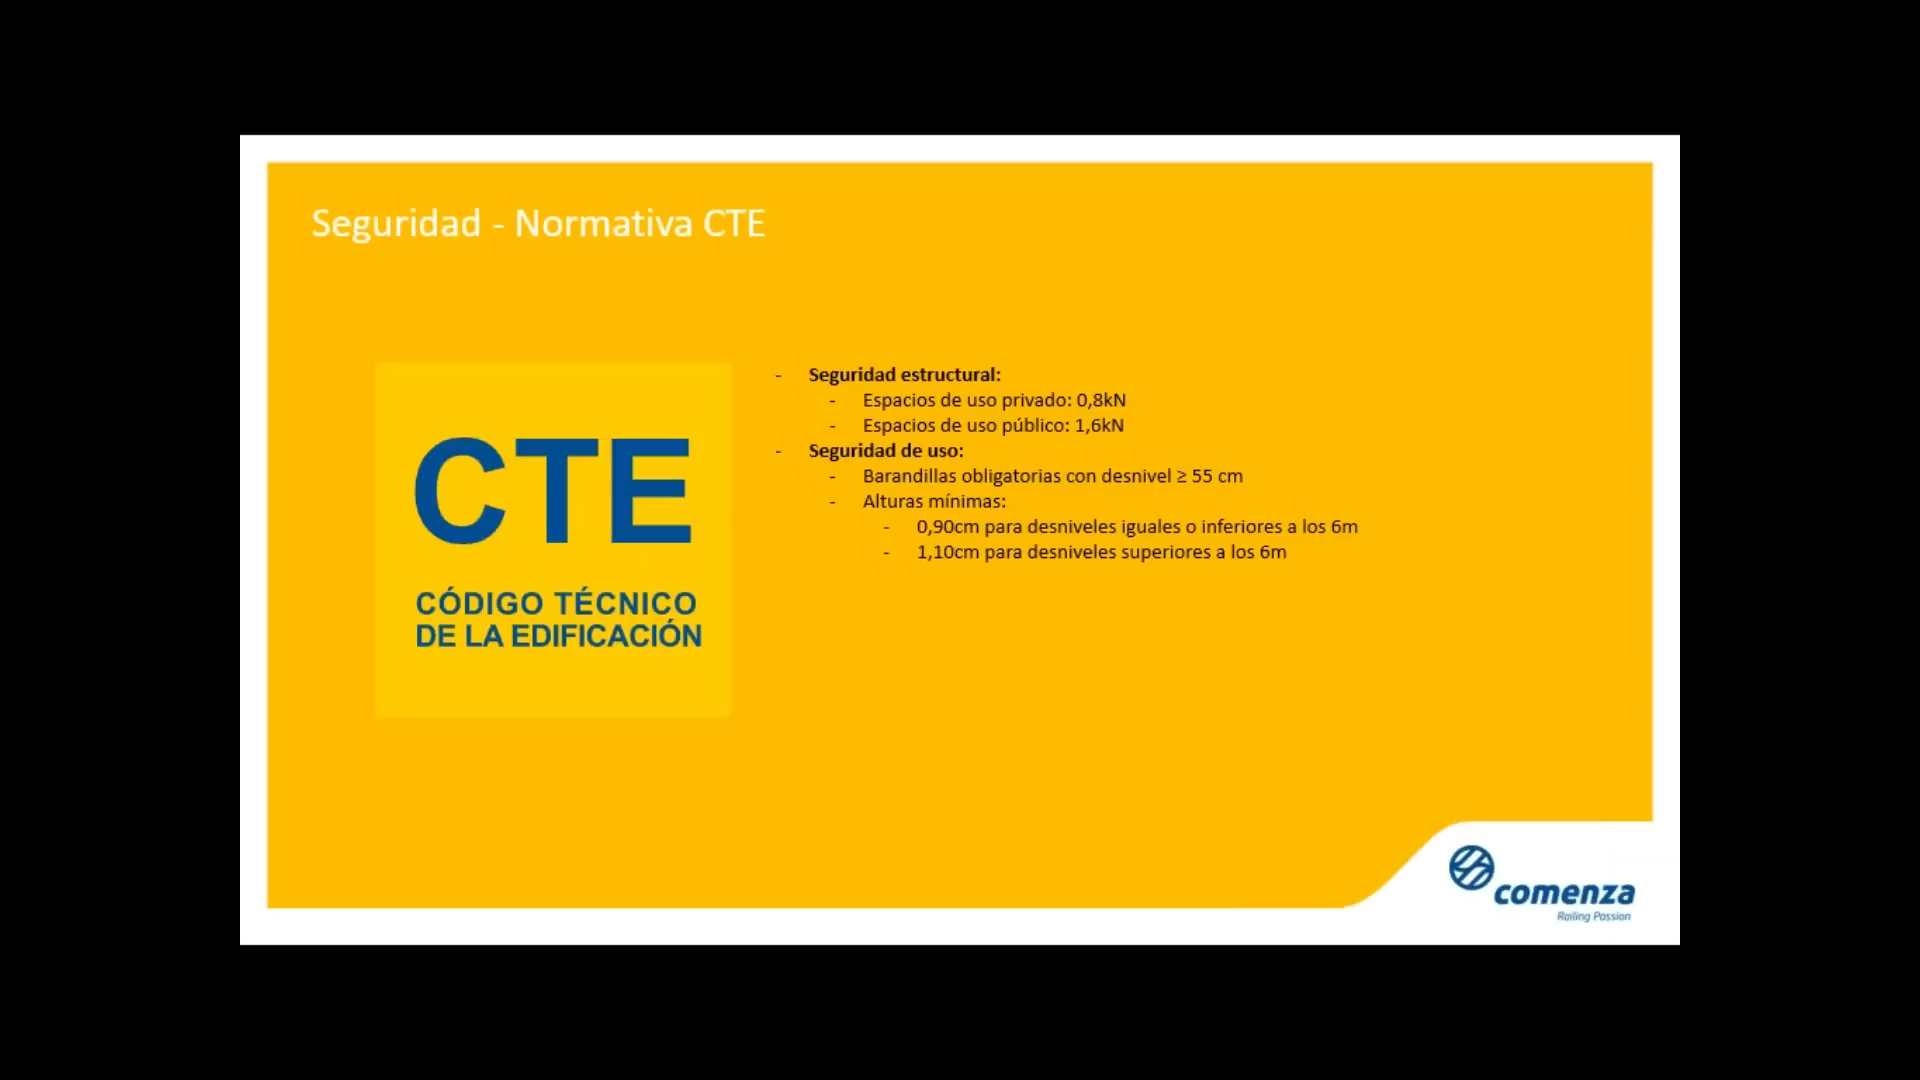 Seguridad - Normativa CTE
CTE
CÓDIGO TÉCNICO
DE LA EDIFICACIÓN
- Seguridad estructural:
- Espacios de uso privado: 0,8kN
- Espacios de uso público: 1,6kN
- Seguridad de uso:
- Barandillas obligatorias con desnivel ≥ 55 cm
- Alturas mínimas:
- 0,90cm para desniveles iguales o inferiores a los 6m
- 1,10cm para desniveles superiores a los 6m
comenza
Railing Passion